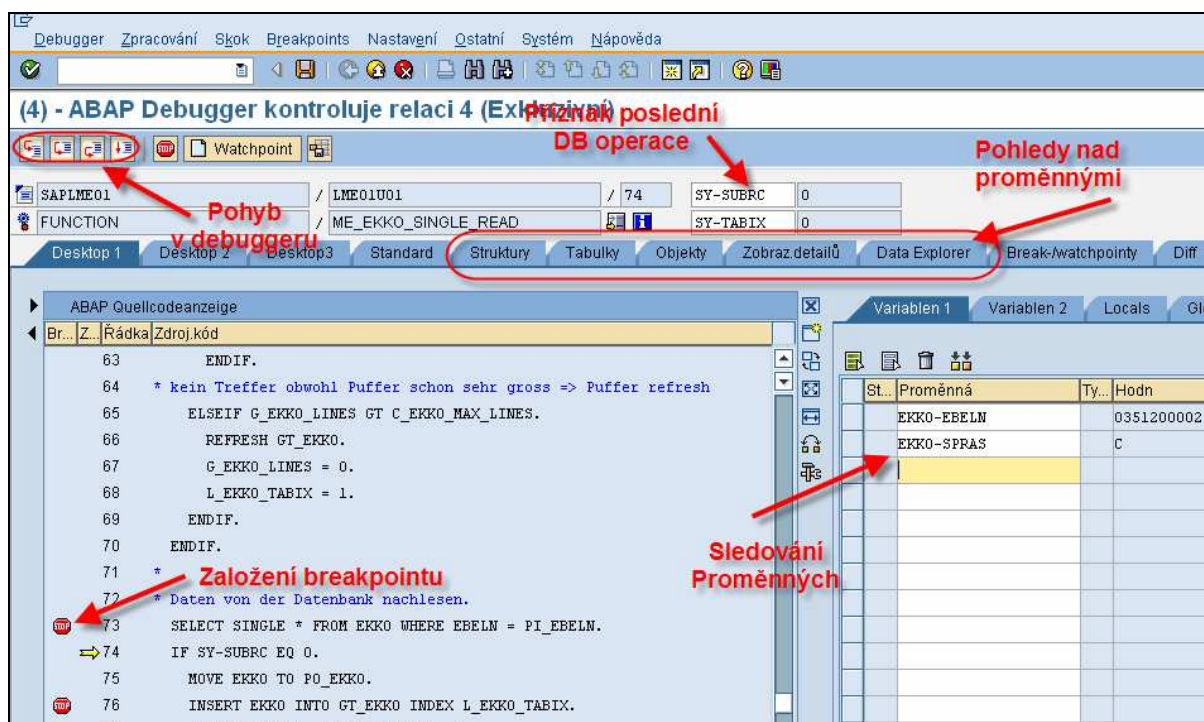 Debugger Zpracování Skok Breakpoints Nastavení Ostatní Systém Nápověda
(4) - ABAP Debugger kontroluje relaci 4 (Exkluzivní)
Příznak poslední
DB operace
Pohledy nad
proměnnými
Watchpoint
SAPLME01 / LME01U01 / 74 SY-SUBRC 0
FUNCTION / ME_EKKO_SINGLE_READ SY-TABIX 0
Pohyb
v debuggeru
Desktop 1 Desktop 2 Desktop3 Standard Struktury Tabulky Objekty Zobraz.detailů Data Explorer Break-/watchpointy Diff
ABAP Quellcodeanzeige
Variablen 1 Variablen 2 Locals Gl
Br... Z... Řádka Zdroj.kód
63 ENDIF.
64 * kein Treffer obwohl Puffer schon sehr gross => Puffer refresh
65 ELSEIF G_EKKO_LINES GT C_EKKO_MAX_LINES.
66 REFRESH GT_EKKO.
67 G_EKKO_LINES = 0.
68 L_EKKO_TABIX = 1.
69 ENDIF.
70 ENDIF.
71 *
72 * Daten von der Datenbank nachlesen.
73 SELECT SINGLE * FROM EKKO WHERE EBELN = PI_EBELN.
74 IF SY-SUBRC EQ 0.
75 MOVE EKKO TO PO_EKKO.
76 INSERT EKKO INTO GT_EKKO INDEX L_EKKO_TABIX.
Založení breakpointu
St... Proměnná Ty... Hodn
EKKO-EBELN 0351200002
EKKO-SPRAS C
Sledování
Proměnných